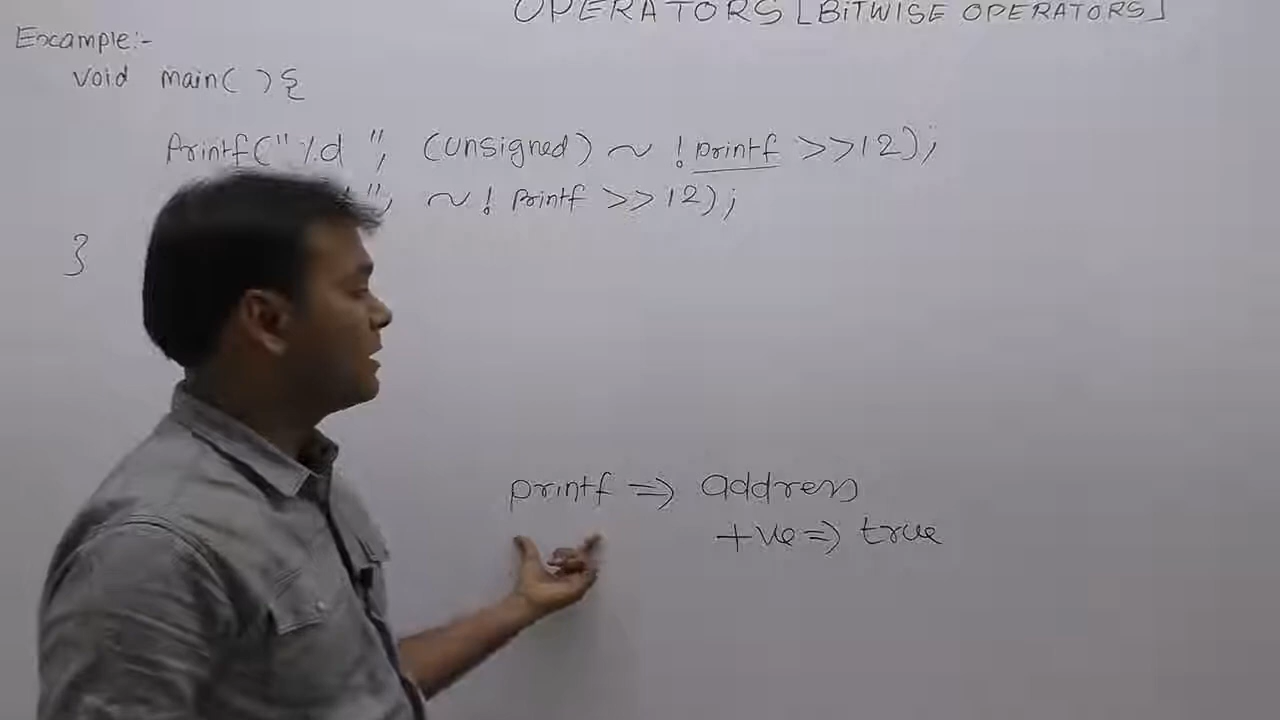 OPERATORS [BITWISE OPERATORS]
Example:-
void main( ) {
Printf("%d ", (unsigned) ~ ! printf >>12);
", ~ ! Printf >>12);
}
printf => address
+ve => true